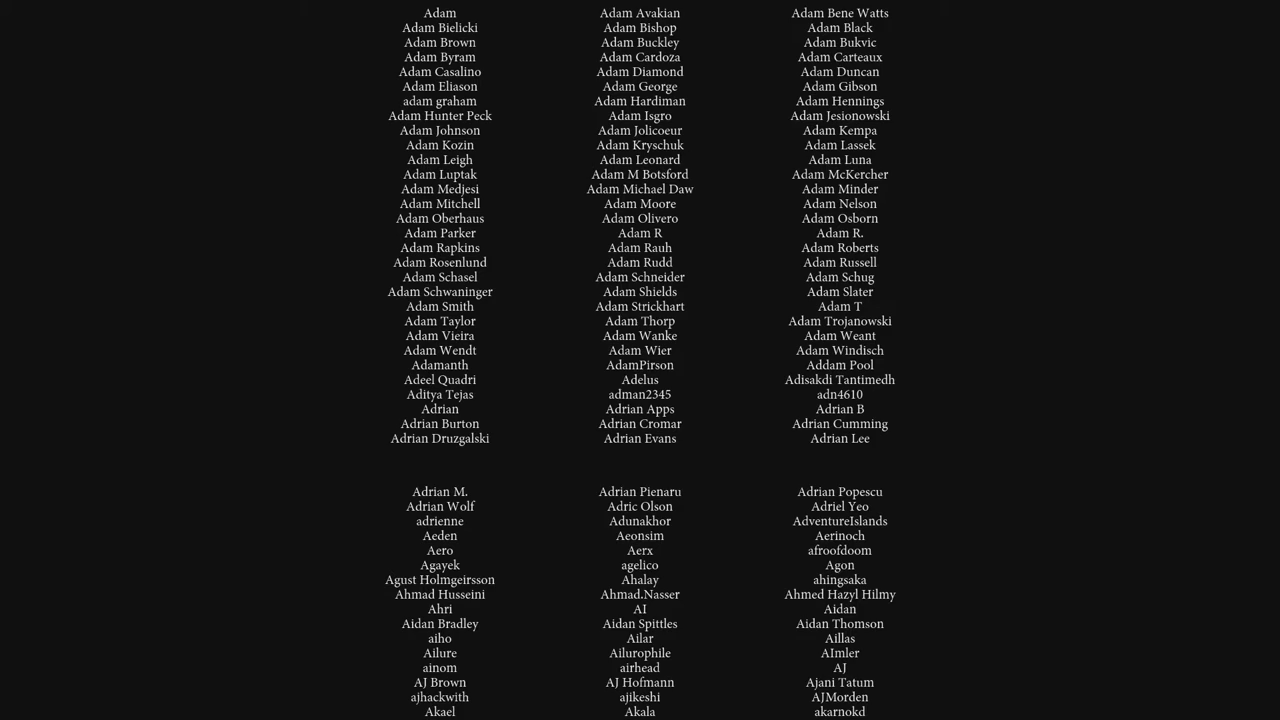 Adam Adam Avakian Adam Bene Watts
Adam Bielicki Adam Bishop Adam Black
Adam Brown Adam Buckley Adam Bukvic
Adam Byram Adam Cardoza Adam Carteaux
Adam Casalino Adam Diamond Adam Duncan
Adam Eliason Adam George Adam Gibson
adam graham Adam Hardiman Adam Hennings
Adam Hunter Peck Adam Isgro Adam Jesionowski
Adam Johnson Adam Jolicoeur Adam Kempa
Adam Kozin Adam Kryschuk Adam Lassek
Adam Leigh Adam Leonard Adam Luna
Adam Luptak Adam M Botsford Adam McKercher
Adam Medjesi Adam Michael Daw Adam Minder
Adam Mitchell Adam Moore Adam Nelson
Adam Oberhaus Adam Olivero Adam Osborn
Adam Parker Adam R Adam R.
Adam Rapkins Adam Rauh Adam Roberts
Adam Rosenlund Adam Rudd Adam Russell
Adam Schasel Adam Schneider Adam Schug
Adam Schwaninger Adam Shields Adam Slater
Adam Smith Adam Strickhart Adam T
Adam Taylor Adam Thorp Adam Trojanowski
Adam Vieira Adam Wanke Adam Weant
Adam Wendt Adam Wier Adam Windisch
Adamanth AdamPirson Addam Pool
Adeel Quadri Adelus Adisakdi Tantimedh
Aditya Tejas adman2345 adn4610
Adrian Adrian Apps Adrian B
Adrian Burton Adrian Cromar Adrian Cumming
Adrian Druzgalski Adrian Evans Adrian Lee
Adrian M. Adrian Pienaru Adrian Popescu
Adrian Wolf Adric Olson Adriel Yeo
adrienne Adunakhor AdventureIslands
Aeden Aeonsim Aerinoch
Aero Aerx afroofdoom
Agayek agelico Agon
Agust Holmgeirsson Ahalay ahingsaka
Ahmad Husseini Ahmad.Nasser Ahmed Hazyl Hilmy
Ahri AI Aidan
Aidan Bradley Aidan Spittles Aidan Thomson
aiho Ailar Aillas
Ailure Ailurophile AImler
ainom airhead AJ
AJ Brown AJ Hofmann Ajani Tatum
ajhackwith ajikeshi AJMorden
Akael Akala akarnokd